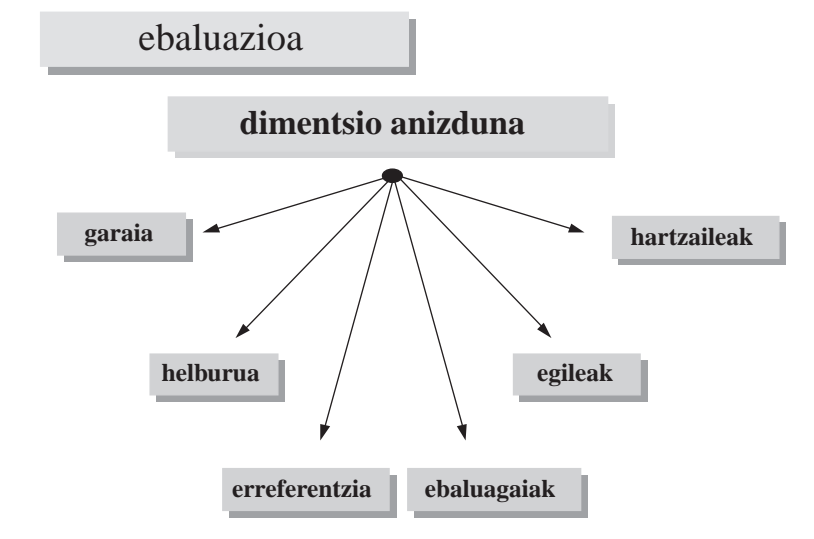 ebaluazioa
dimentsio anizduna
garaia
hartzaileak
helburua
egileak
erreferentzia
ebaluagaiak